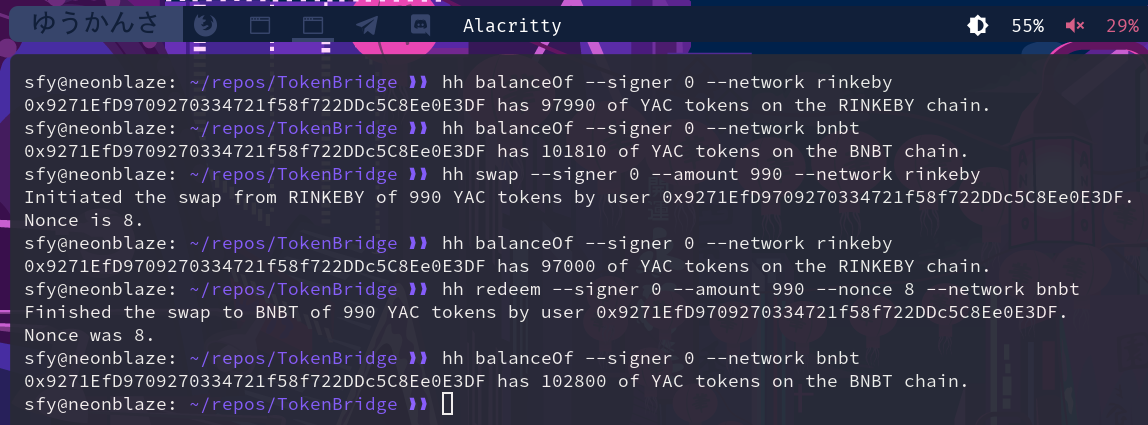 ゆうかんさ Alacritty 55% 29%
sfy@neonblaze: ~/repos/TokenBridge ❱❱ hh balanceOf --signer 0 --network rinkeby
0x9271EfD9709270334721f58f722DDc5C8Ee0E3DF has 97990 of YAC tokens on the RINKEBY chain.
sfy@neonblaze: ~/repos/TokenBridge ❱❱ hh balanceOf --signer 0 --network bnbt
0x9271EfD9709270334721f58f722DDc5C8Ee0E3DF has 101810 of YAC tokens on the BNBT chain.
sfy@neonblaze: ~/repos/TokenBridge ❱❱ hh swap --signer 0 --amount 990 --network rinkeby
Initiated the swap from RINKEBY of 990 YAC tokens by user 0x9271EfD9709270334721f58f722DDc5C8Ee0E3DF.
Nonce is 8.
sfy@neonblaze: ~/repos/TokenBridge ❱❱ hh balanceOf --signer 0 --network rinkeby
0x9271EfD9709270334721f58f722DDc5C8Ee0E3DF has 97000 of YAC tokens on the RINKEBY chain.
sfy@neonblaze: ~/repos/TokenBridge ❱❱ hh redeem --signer 0 --amount 990 --nonce 8 --network bnbt
Finished the swap to BNBT of 990 YAC tokens by user 0x9271EfD9709270334721f58f722DDc5C8Ee0E3DF.
Nonce was 8.
sfy@neonblaze: ~/repos/TokenBridge ❱❱ hh balanceOf --signer 0 --network bnbt
0x9271EfD9709270334721f58f722DDc5C8Ee0E3DF has 102800 of YAC tokens on the BNBT chain.
sfy@neonblaze: ~/repos/TokenBridge ❱❱